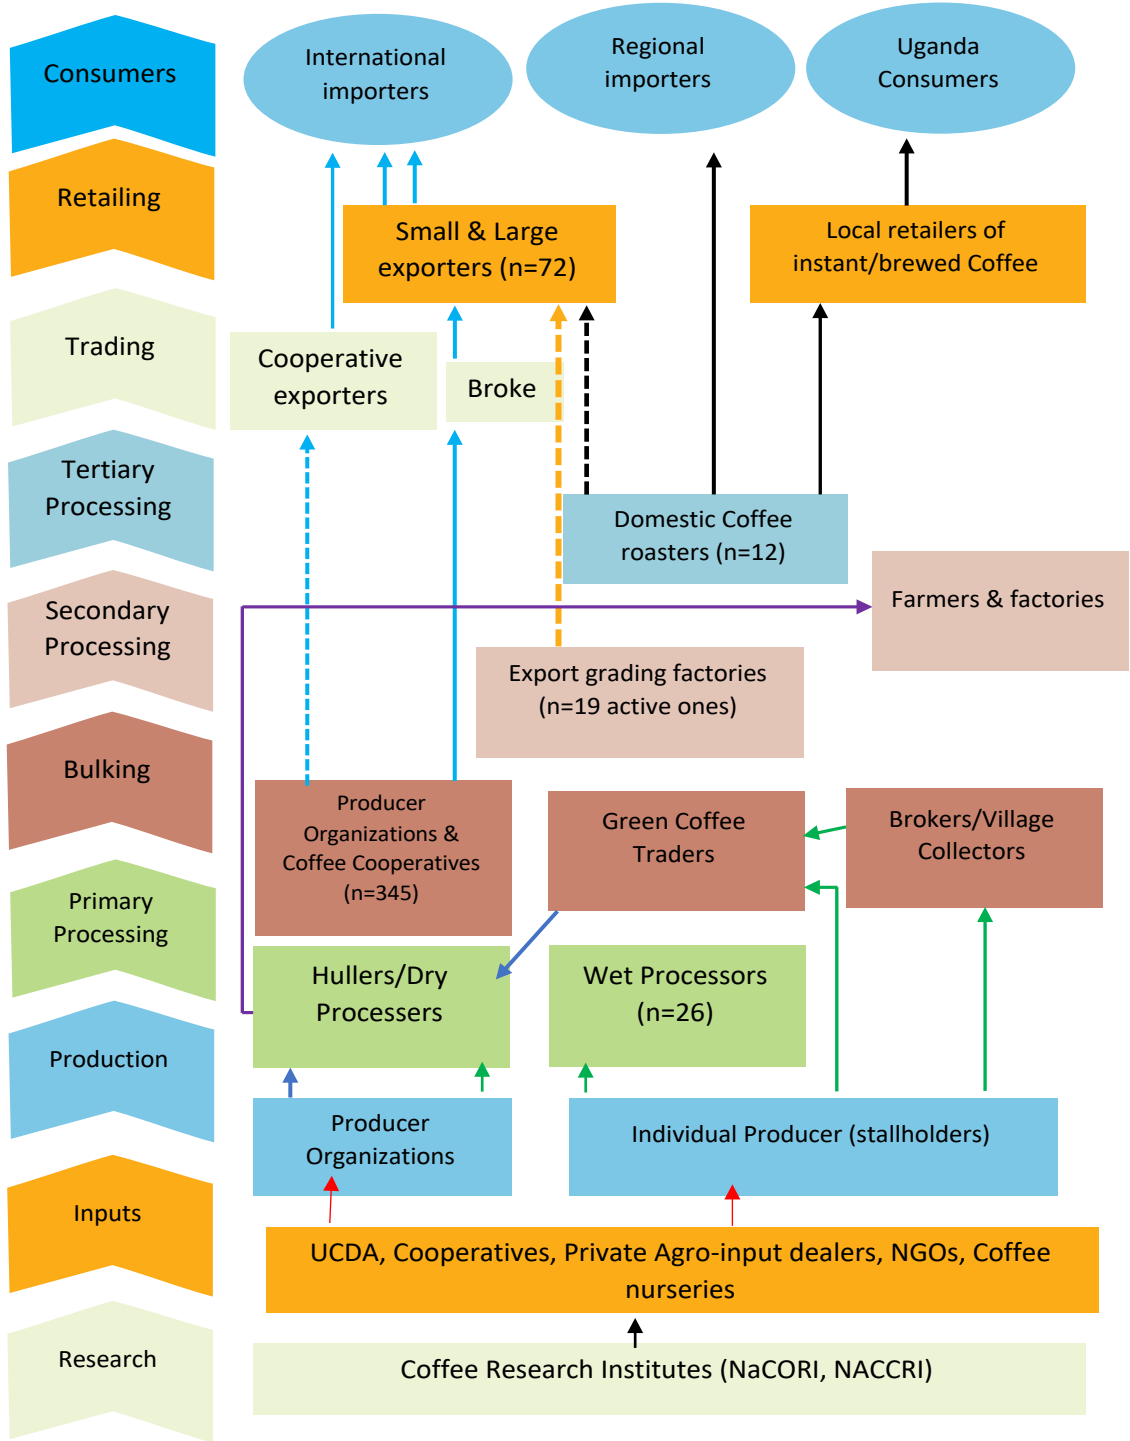 Consumers
International
importers
Regional
importers
Uganda
Consumers
Retailing
Small & Large
exporters (n=72)
Local retailers of
instant/brewed Coffee
Trading
Cooperative
exporters
Broke
Tertiary
Processing
Domestic Coffee
roasters (n=12)
Secondary
Processing
Farmers & factories
Export grading factories
(n=19 active ones)
Bulking
Producer
Organizations &
Coffee Cooperatives
(n=345)
Green Coffee
Traders
Brokers/Village
Collectors
Primary
Processing
Hullers/Dry
Processers
Wet Processors
(n=26)
Production
Producer
Organizations
Individual Producer (stallholders)
Inputs
UCDA, Cooperatives, Private Agro-input dealers, NGOs, Coffee
nurseries
Research
Coffee Research Institutes (NaCORI, NACCRI)